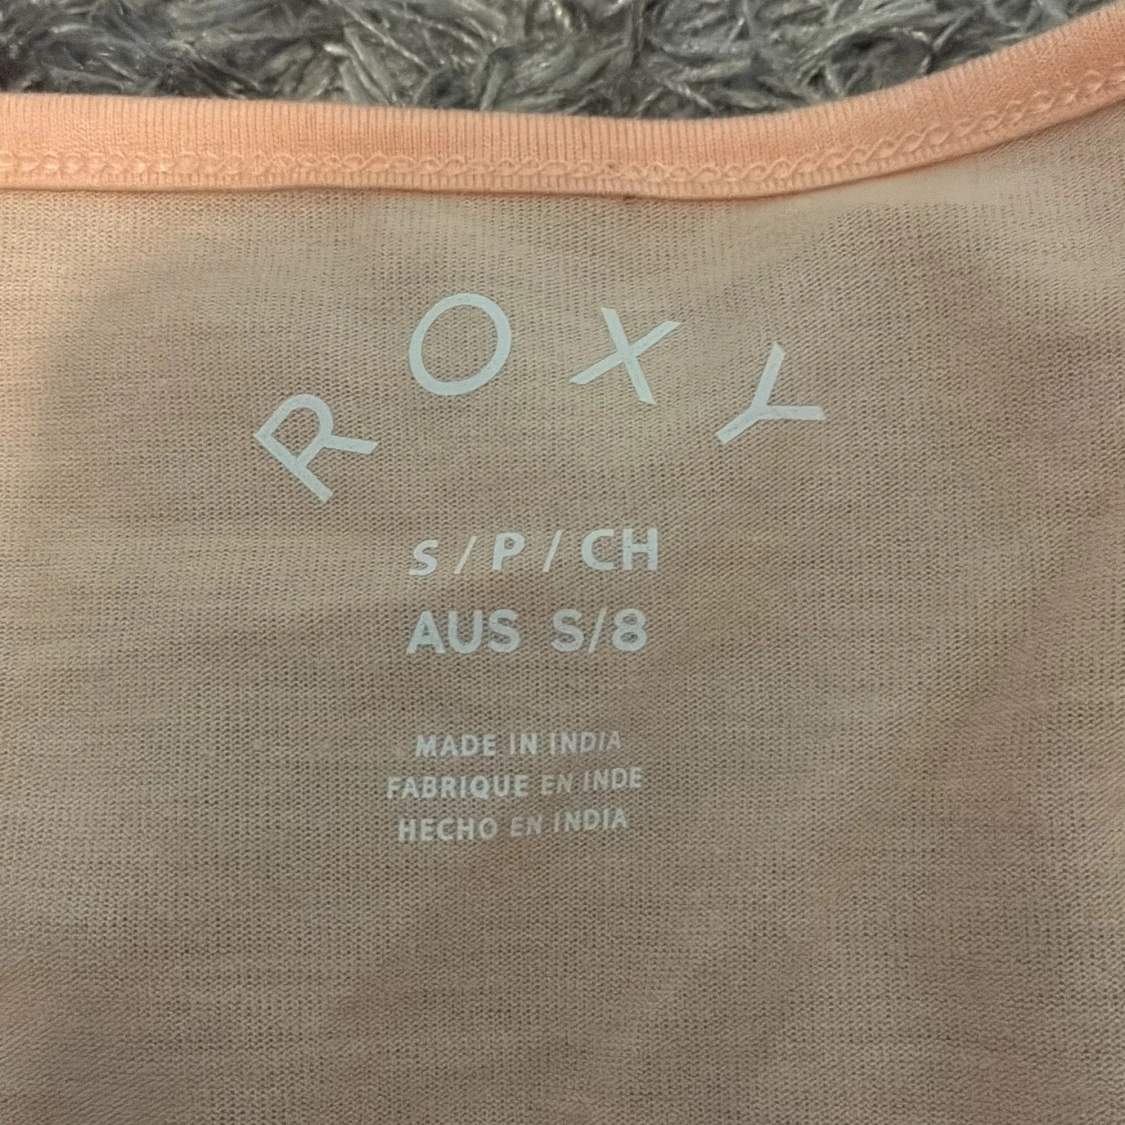 ROXY
S / P / CH
AUS S/8
MADE IN INDIA
FABRIQUE EN INDE
HECHO EN INDIA